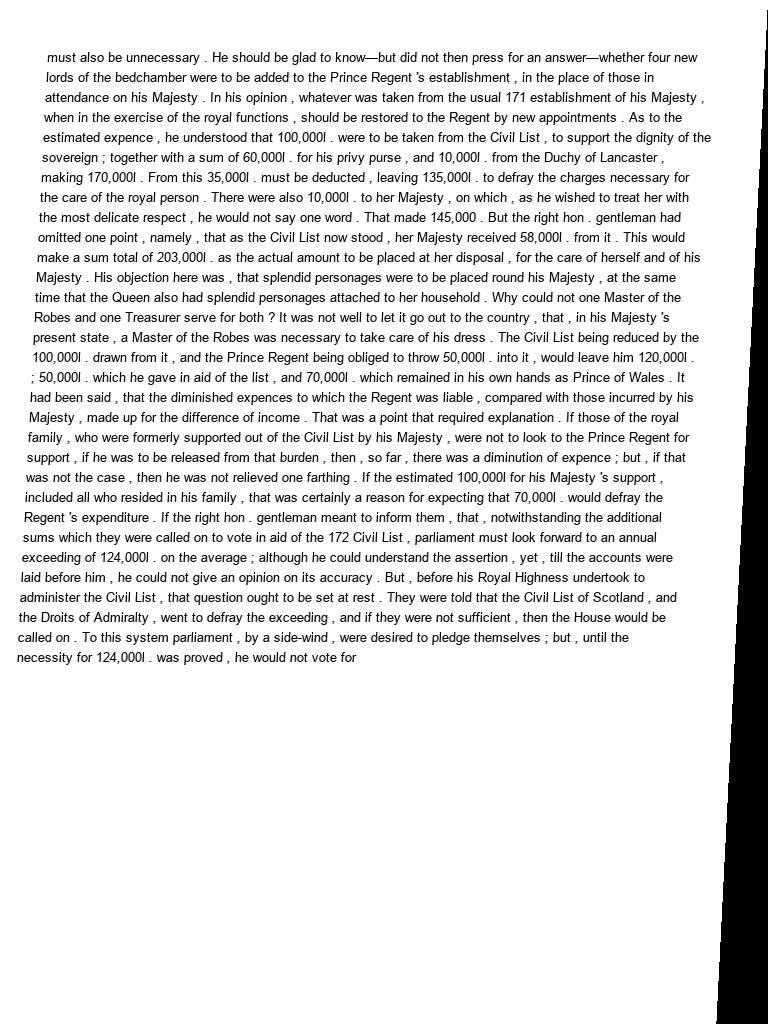 must also be unnecessary . He should be glad to know—but did not then press for an answer—whether four new
lords of the bedchamber were to be added to the Prince Regent 's establishment , in the place of those in
attendance on his Majesty . In his opinion , whatever was taken from the usual 171 establishment of his Majesty ,
when in the exercise of the royal functions , should be restored to the Regent by new appointments . As to the
estimated expence , he understood that 100,000l . were to be taken from the Civil List , to support the dignity of the
sovereign ; together with a sum of 60,000l . for his privy purse , and 10,000l . from the Duchy of Lancaster ,
making 170,000l . From this 35,000l . must be deducted , leaving 135,000l . to defray the charges necessary for
the care of the royal person . There were also 10,000l . to her Majesty , on which , as he wished to treat her with
the most delicate respect , he would not say one word . That made 145,000 . But the right hon . gentleman had
omitted one point , namely , that as the Civil List now stood , her Majesty received 58,000l . from it . This would
make a sum total of 203,000l . as the actual amount to be placed at her disposal , for the care of herself and of his
Majesty . His objection here was , that splendid personages were to be placed round his Majesty , at the same
time that the Queen also had splendid personages attached to her household . Why could not one Master of the
Robes and one Treasurer serve for both ? It was not well to let it go out to the country , that , in his Majesty 's
present state , a Master of the Robes was necessary to take care of his dress . The Civil List being reduced by the
100,000l . drawn from it , and the Prince Regent being obliged to throw 50,000l . into it , would leave him 120,000l .
; 50,000l . which he gave in aid of the list , and 70,000l . which remained in his own hands as Prince of Wales . It
had been said , that the diminished expences to which the Regent was liable , compared with those incurred by his
Majesty , made up for the difference of income . That was a point that required explanation . If those of the royal
family , who were formerly supported out of the Civil List by his Majesty , were not to look to the Prince Regent for
support , if he was to be released from that burden , then , so far , there was a diminution of expence ; but , if that
was not the case , then he was not relieved one farthing . If the estimated 100,000l for his Majesty 's support ,
included all who resided in his family , that was certainly a reason for expecting that 70,000l . would defray the
Regent 's expenditure . If the right hon . gentleman meant to inform them , that , notwithstanding the additional
sums which they were called on to vote in aid of the 172 Civil List , parliament must look forward to an annual
exceeding of 124,000l . on the average ; although he could understand the assertion , yet , till the accounts were
laid before him , he could not give an opinion on its accuracy . But , before his Royal Highness undertook to
administer the Civil List , that question ought to be set at rest . They were told that the Civil List of Scotland , and
the Droits of Admiralty , went to defray the exceeding , and if they were not sufficient , then the House would be
called on . To this system parliament , by a side-wind , were desired to pledge themselves ; but , until the
necessity for 124,000l . was proved , he would not vote for